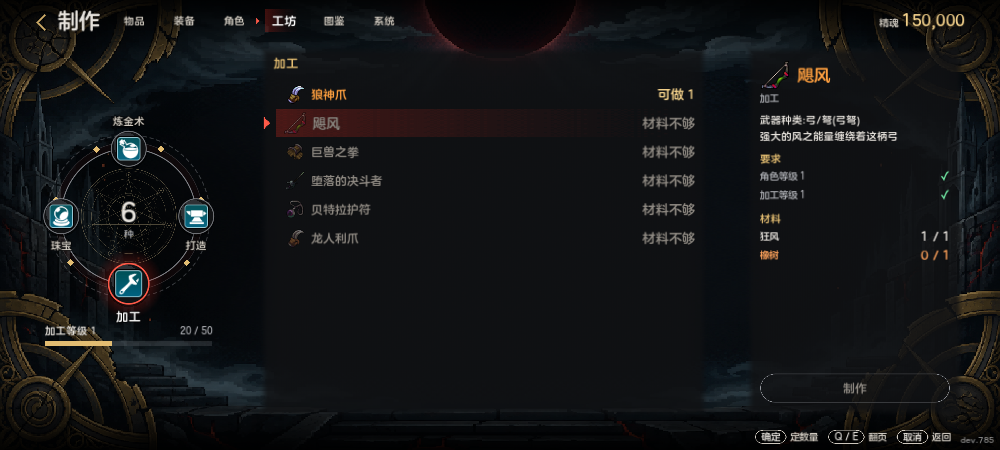 制作 物品 装备 角色 工坊 图鉴 系统 精魂 150,000
炼金术
珠宝
6
种
打造
加工
加工等级 1 20 / 50
加工
狼神爪 可做 1
飓风 材料不够
巨兽之拳 材料不够
堕落的决斗者 材料不够
贝特拉护符 材料不够
龙人利爪 材料不够
飓风
加工
武器种类:弓/弩(弓弩)
强大的风之能量缠绕着这柄弓
要求
角色等级 1 ✓
加工等级 1 ✓
材料
狂风 1 / 1
橡树 0 / 1
制作
确定 定数量 Q / E 翻页 取消 返回 dev.785